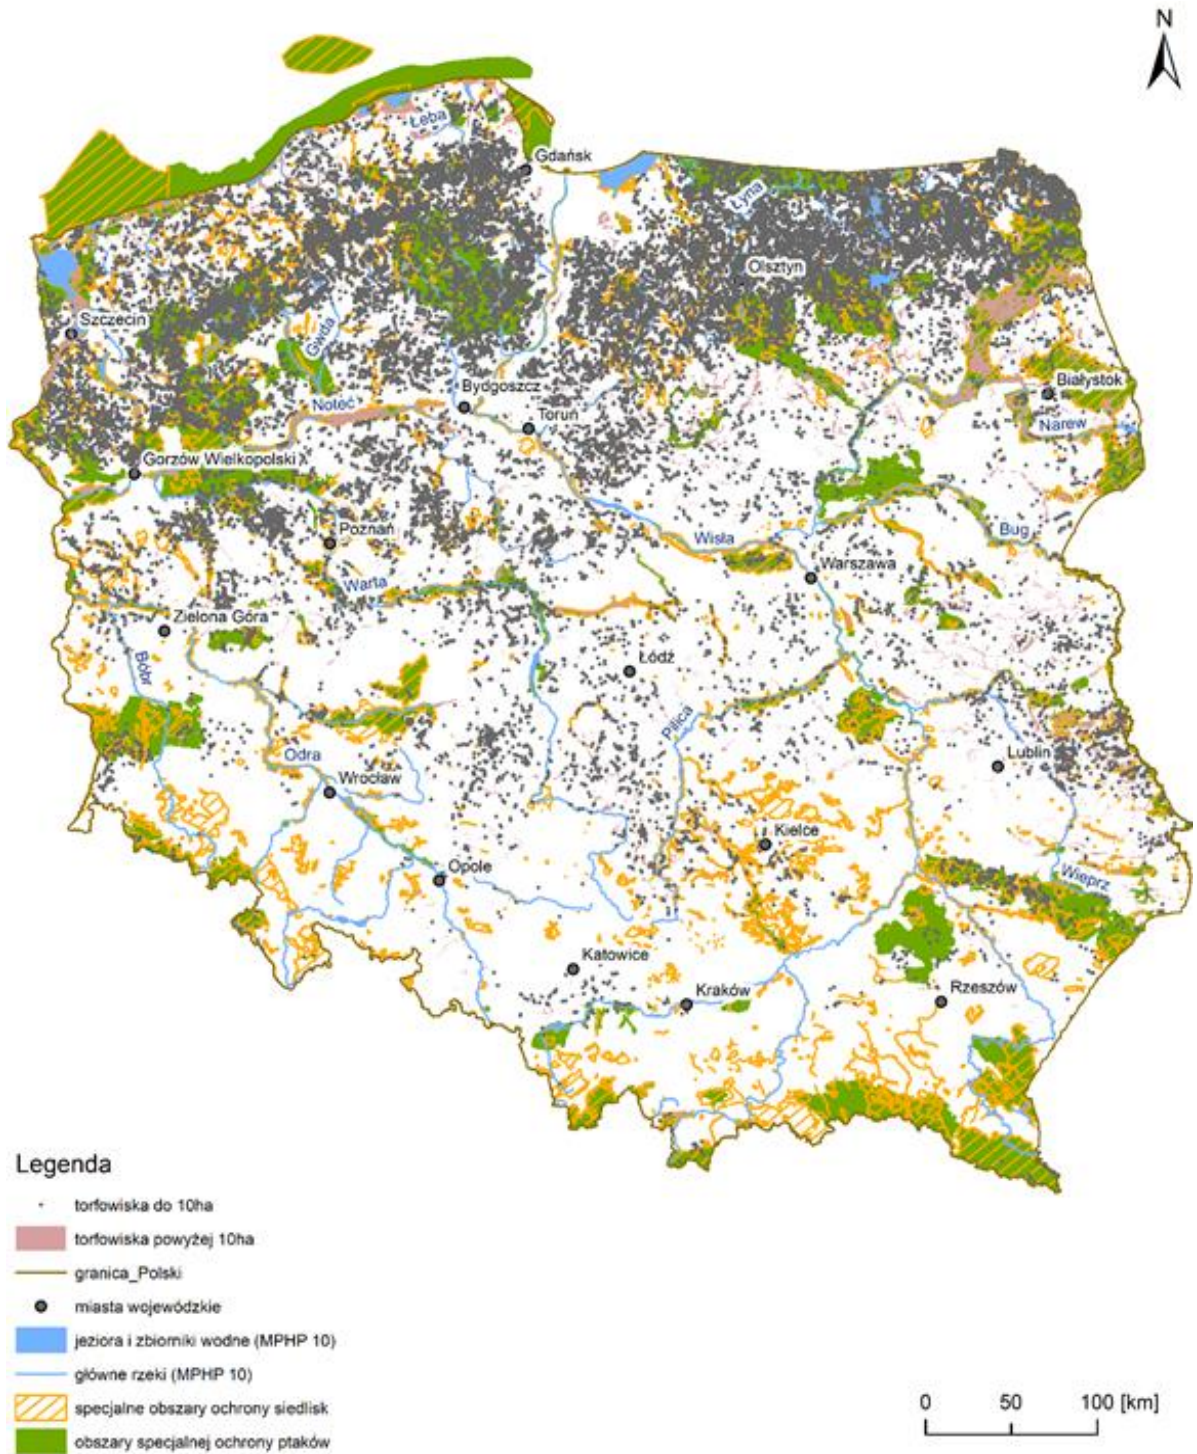 N
Łeba
Gdańsk
Łyna
Olsztyn
Szczecin
Gwda
Bydgoszcz
Białystok
Noteć
Toruń
Narew
Gorzów Wielkopolski
Poznań
Wisła
Bug
Warta
Warszawa
Zielona Góra
Bóbr
Łódź
Pilica
Odra
Lublin
Wrocław
Kielce
Opole
Wieprz
Katowice
Kraków
Rzeszów
Legenda
torfowiska do 10ha
torfowiska powyżej 10ha
granica_Polski
miasta wojewódzkie
jeziora i zbiorniki wodne (MPHP 10)
główne rzeki (MPHP 10)
specjalne obszary ochrony siedlisk
obszary specjalnej ochrony ptaków
0 50 100 [km]